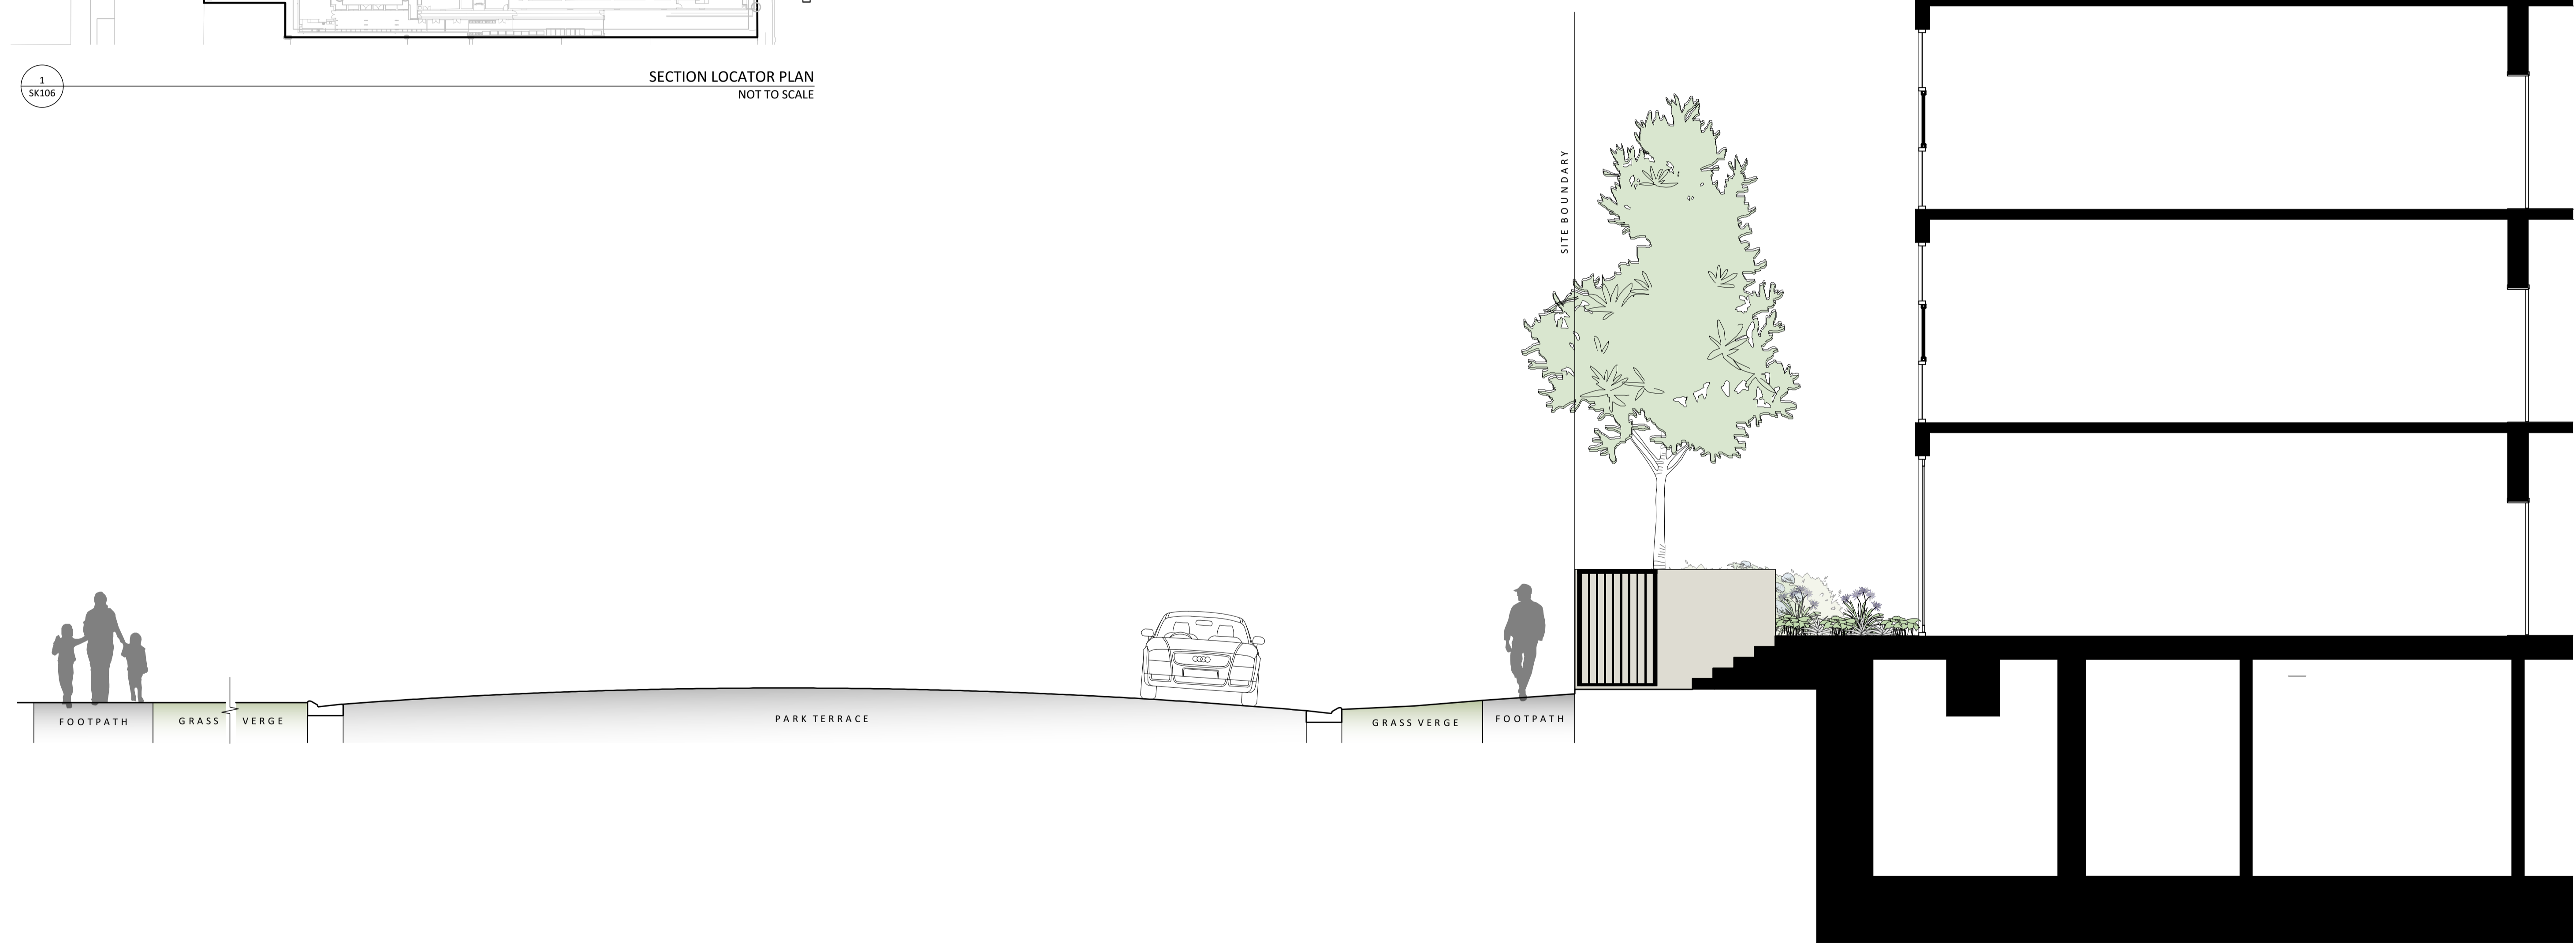 SECTION LOCATOR PLAN
1
SK106
NOT TO SCALE
SITE BOUNDARY
FOOTPATH
GRASS VERGE
PARK TERRACE
GRASS VERGE
FOOTPATH